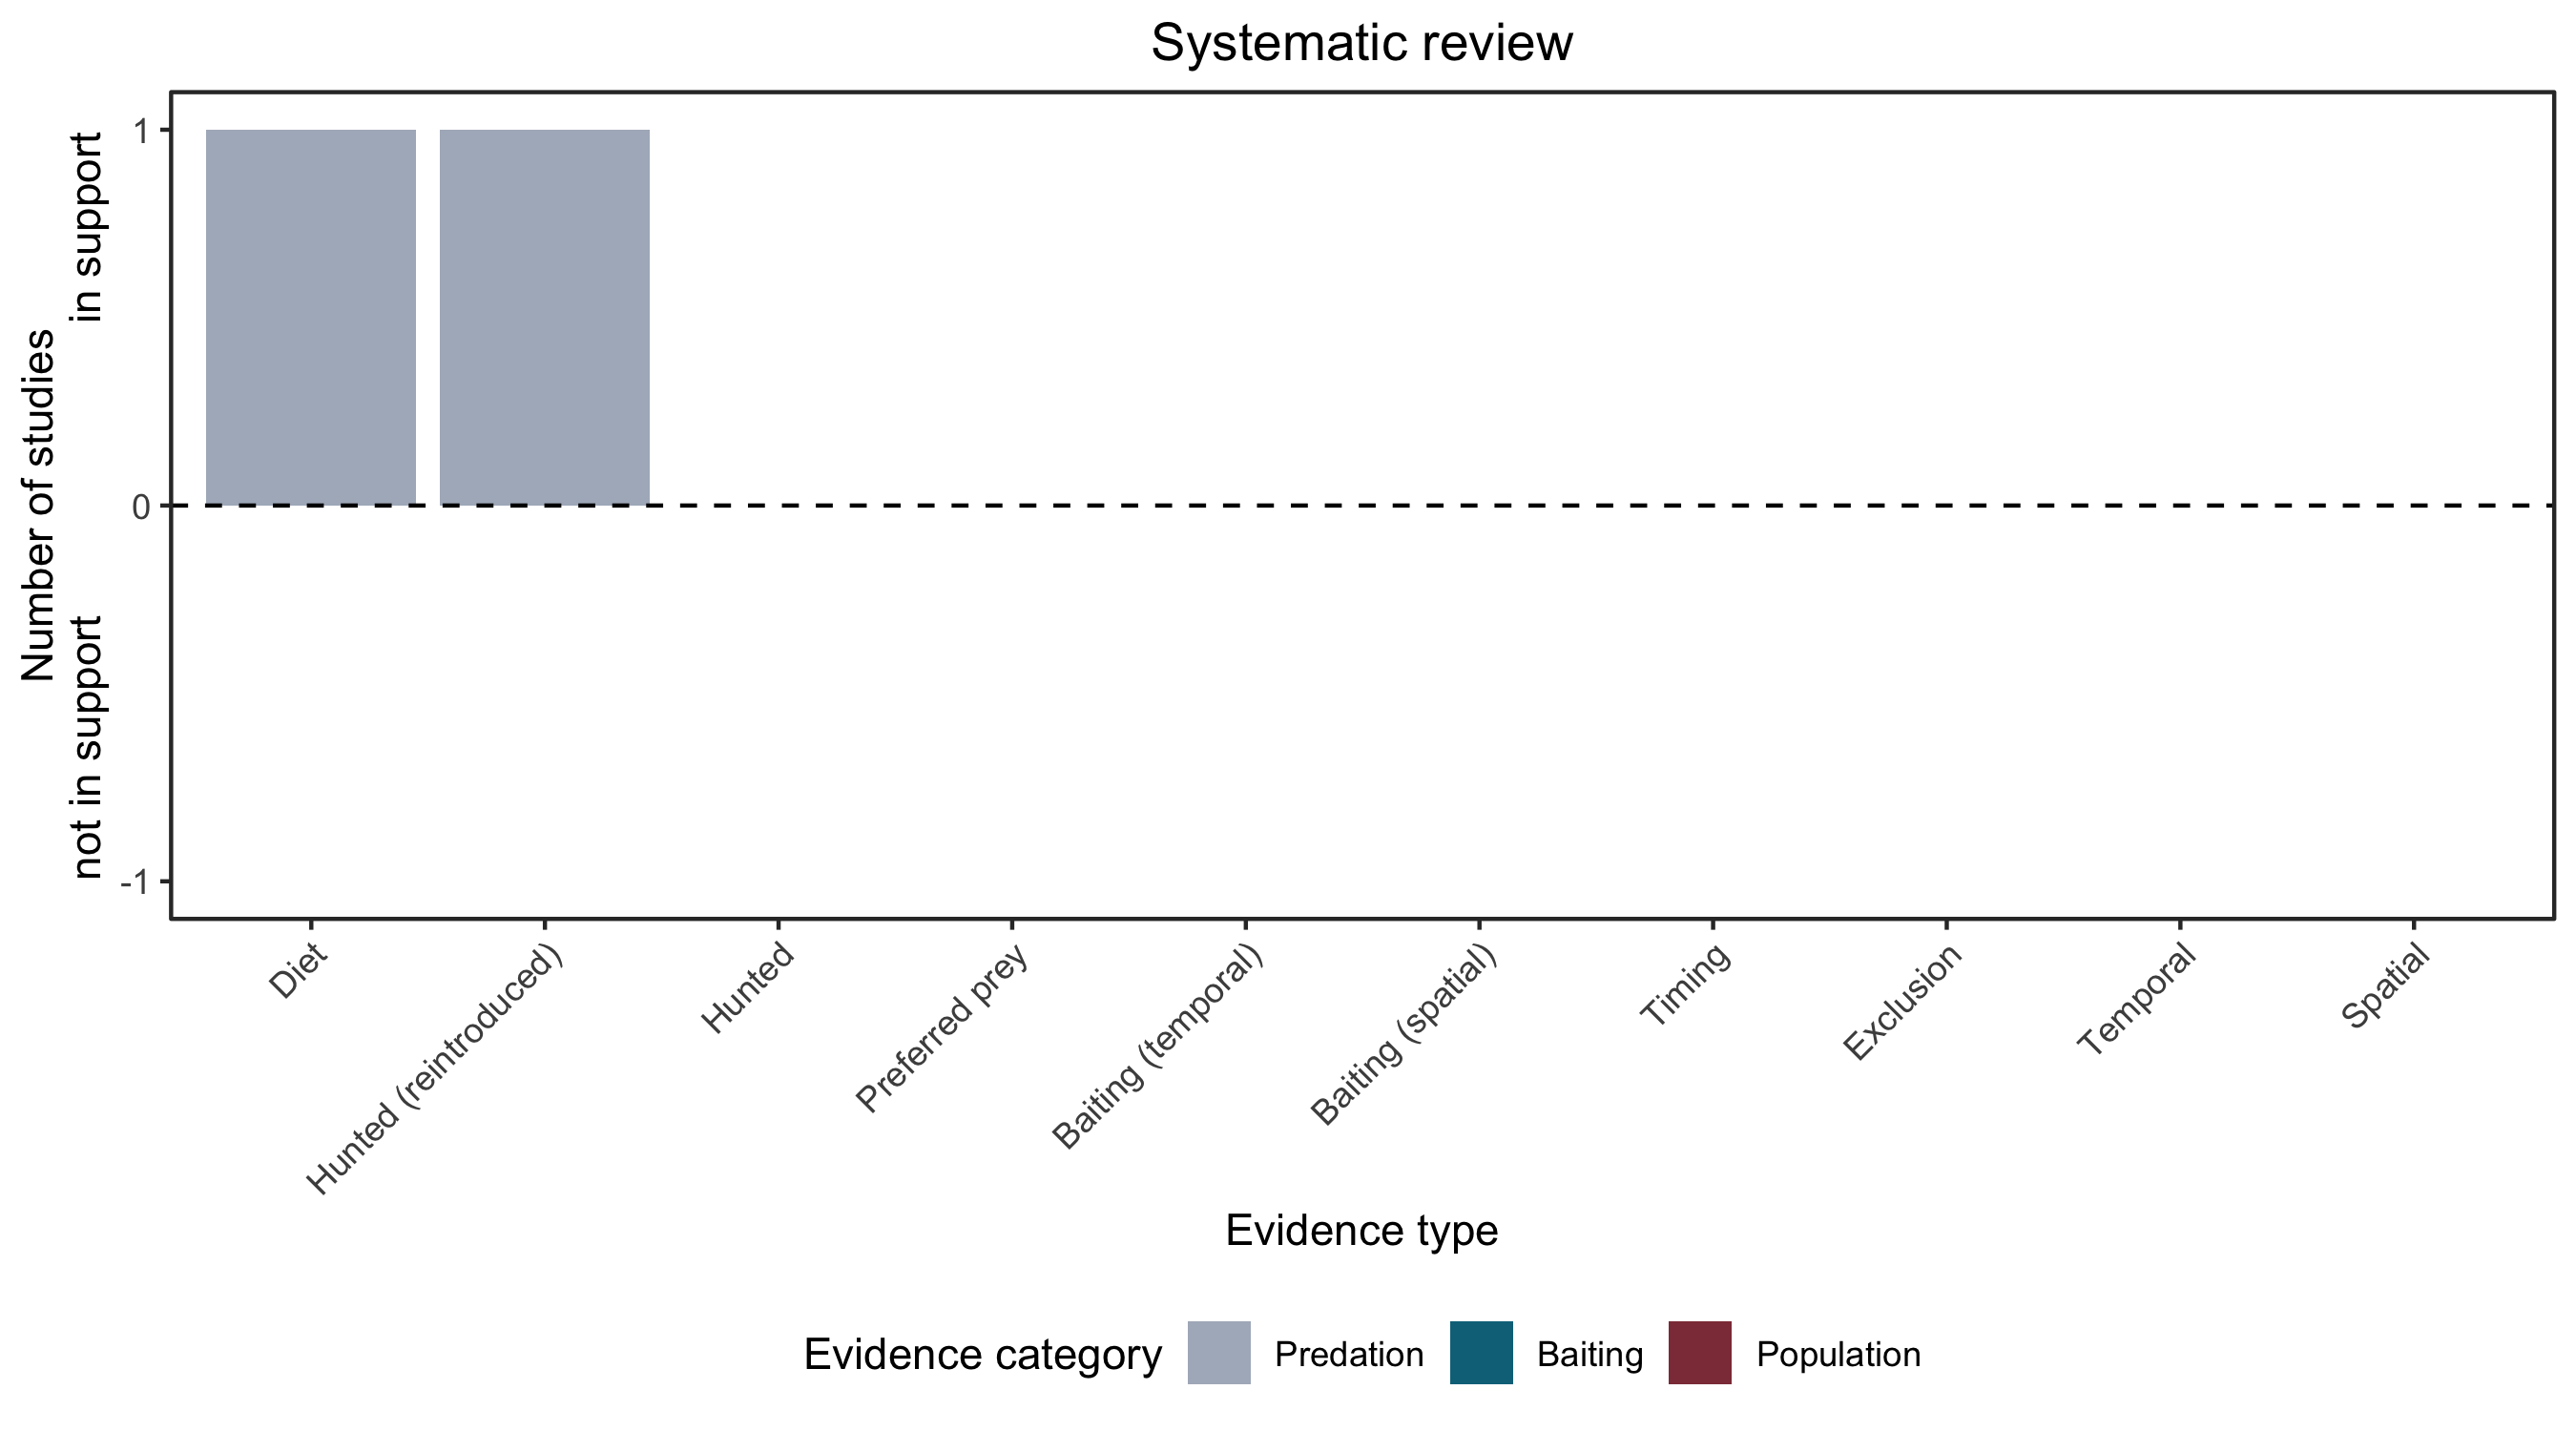 Systematic review
Number of studies
not in support
in support
1
0
-1
Diet
Hunted (reintroduced)
Hunted
Preferred prey
Baiting (temporal)
Baiting (spatial)
Timing
Exclusion
Temporal
Spatial
Evidence type
Evidence category
Predation
Baiting
Population